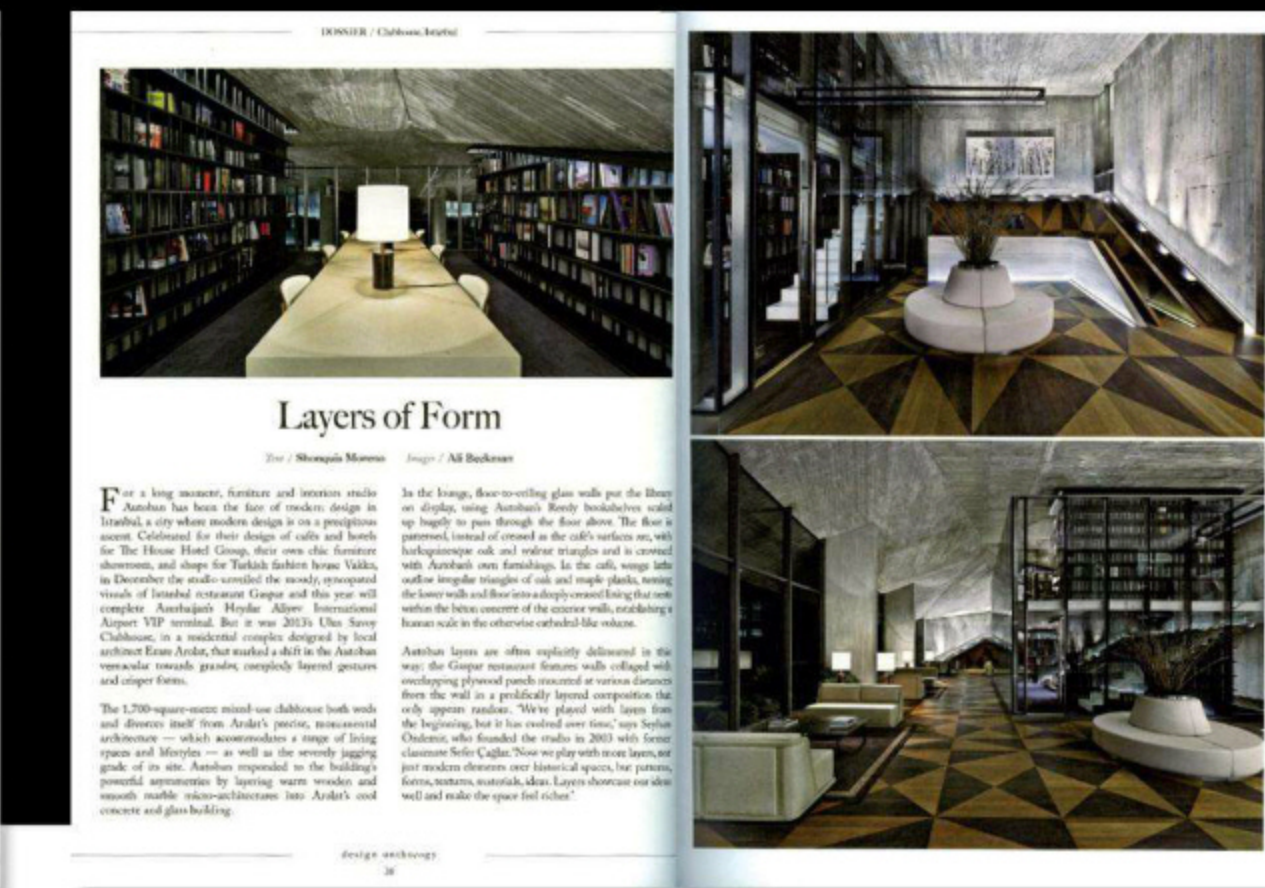 DOSSIER / Clubhouse, Istanbul
Layers of Form
Text / Shonquis Moreno Images / Ali Bekman
For a long moment, furniture and interiors studio
Autoban has been the face of modern design in
Istanbul, a city where modern design is on a precipitous
ascent. Celebrated for their design of cafés and hotels
for The House Hotel Group, their own chic furniture
showroom, and shops for Turkish fashion house Vakko,
in December the studio unveiled the moody, syncopated
visuals of Istanbul restaurant Gaspar and this year will
complete Azerbaijan's Heydar Aliyev International
Airport VIP terminal. But it was 2013's Ulus Savoy
Clubhouse, in a residential complex designed by local
architect Emre Arolat, that marked a shift in the Autoban
vernacular towards grander, complexly layered gestures
and crisper forms.
The 1,700-square-metre mixed-use clubhouse both weds
and divorces itself from Arolat's precise, monumental
architecture — which accommodates a range of living
spaces and lifestyles — as well as the severely jagging
grade of its site. Autoban responded to the building's
powerful asymmetries by layering warm wooden and
smooth marble micro-architectures into Arolat's cool
concrete and glass building.
In the lounge, floor-to-ceiling glass walls put the library
on display, using Autoban's Reedy bookshelves scaled
up hugely to pass through the floor above. The floor is
patterned, instead of creased as the café's surfaces are, with
harlequinesque oak and walnut triangles and is crowned
with Autoban's own furnishings. In the café, wenge laths
outline irregular triangles of oak and maple planks, turning
the lower walls and floor into a deeply creased lining that nests
within the béton concrete of the exterior walls, establishing a
human scale in the otherwise cathedral-like volume.
Autoban layers are often explicitly delineated in this
way: the Gaspar restaurant features walls collaged with
overlapping plywood panels mounted at various distances
from the wall in a prolifically layered composition that
only appears random. 'We've played with layers from
the beginning, but it has evolved over time,' says Seyhan
Özdemir, who founded the studio in 2003 with former
classmate Sefer Çağlar. 'Now we play with more layers, not
just modern elements over historical spaces, but patterns,
forms, textures, materials, ideas. Layers showcase our ideas
well and make the space feel richer.'
design anthology